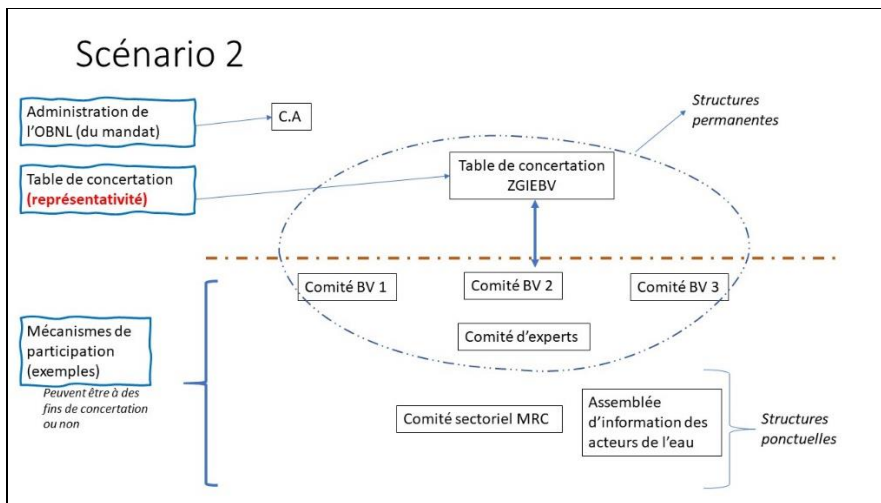 Scénario 2
Administration de
l'OBNL (du mandat)
C.A
Structures
permanentes
Table de concertation
(représentativité)
Table de concertation
ZGIEBV
Comité BV 1
Comité BV 2
Comité BV 3
Mécanismes de
participation
(exemples)
Peuvent être à des
fins de concertation
ou non
Comité d'experts
Comité sectoriel MRC
Assemblée
d'information des
acteurs de l'eau
Structures
ponctuelles